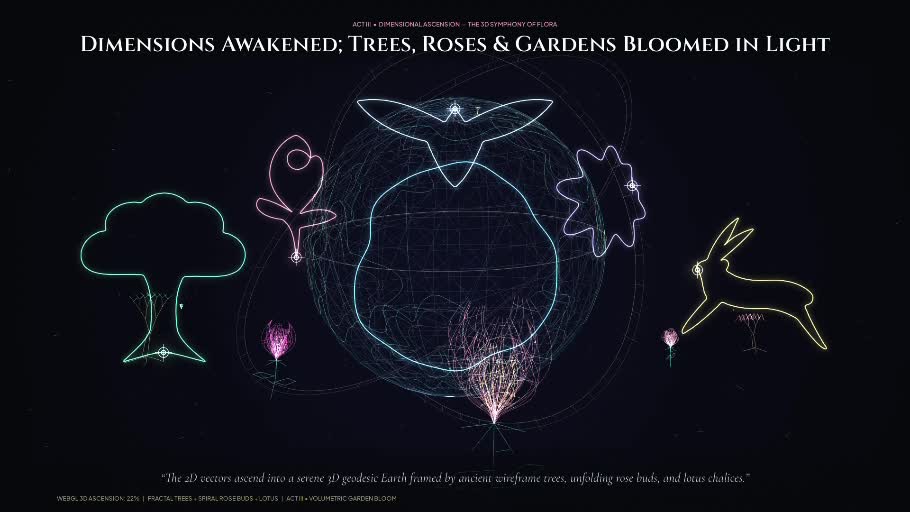 ACT III • DIMENSIONAL ASCENSION — THE 3D SYMPHONY OF FLORA
Dimensions Awakened; Trees, Roses & Gardens Bloomed in Light
“The 2D vectors ascend into a serene 3D geodesic Earth framed by ancient wireframe trees, unfolding rose buds, and lotus chalices.”
WEBGL 3D ASCENSION: 22% | FRACTAL TREES + SPIRAL ROSE BUDS + LOTUS | ACT III • VOLUMETRIC GARDEN BLOOM